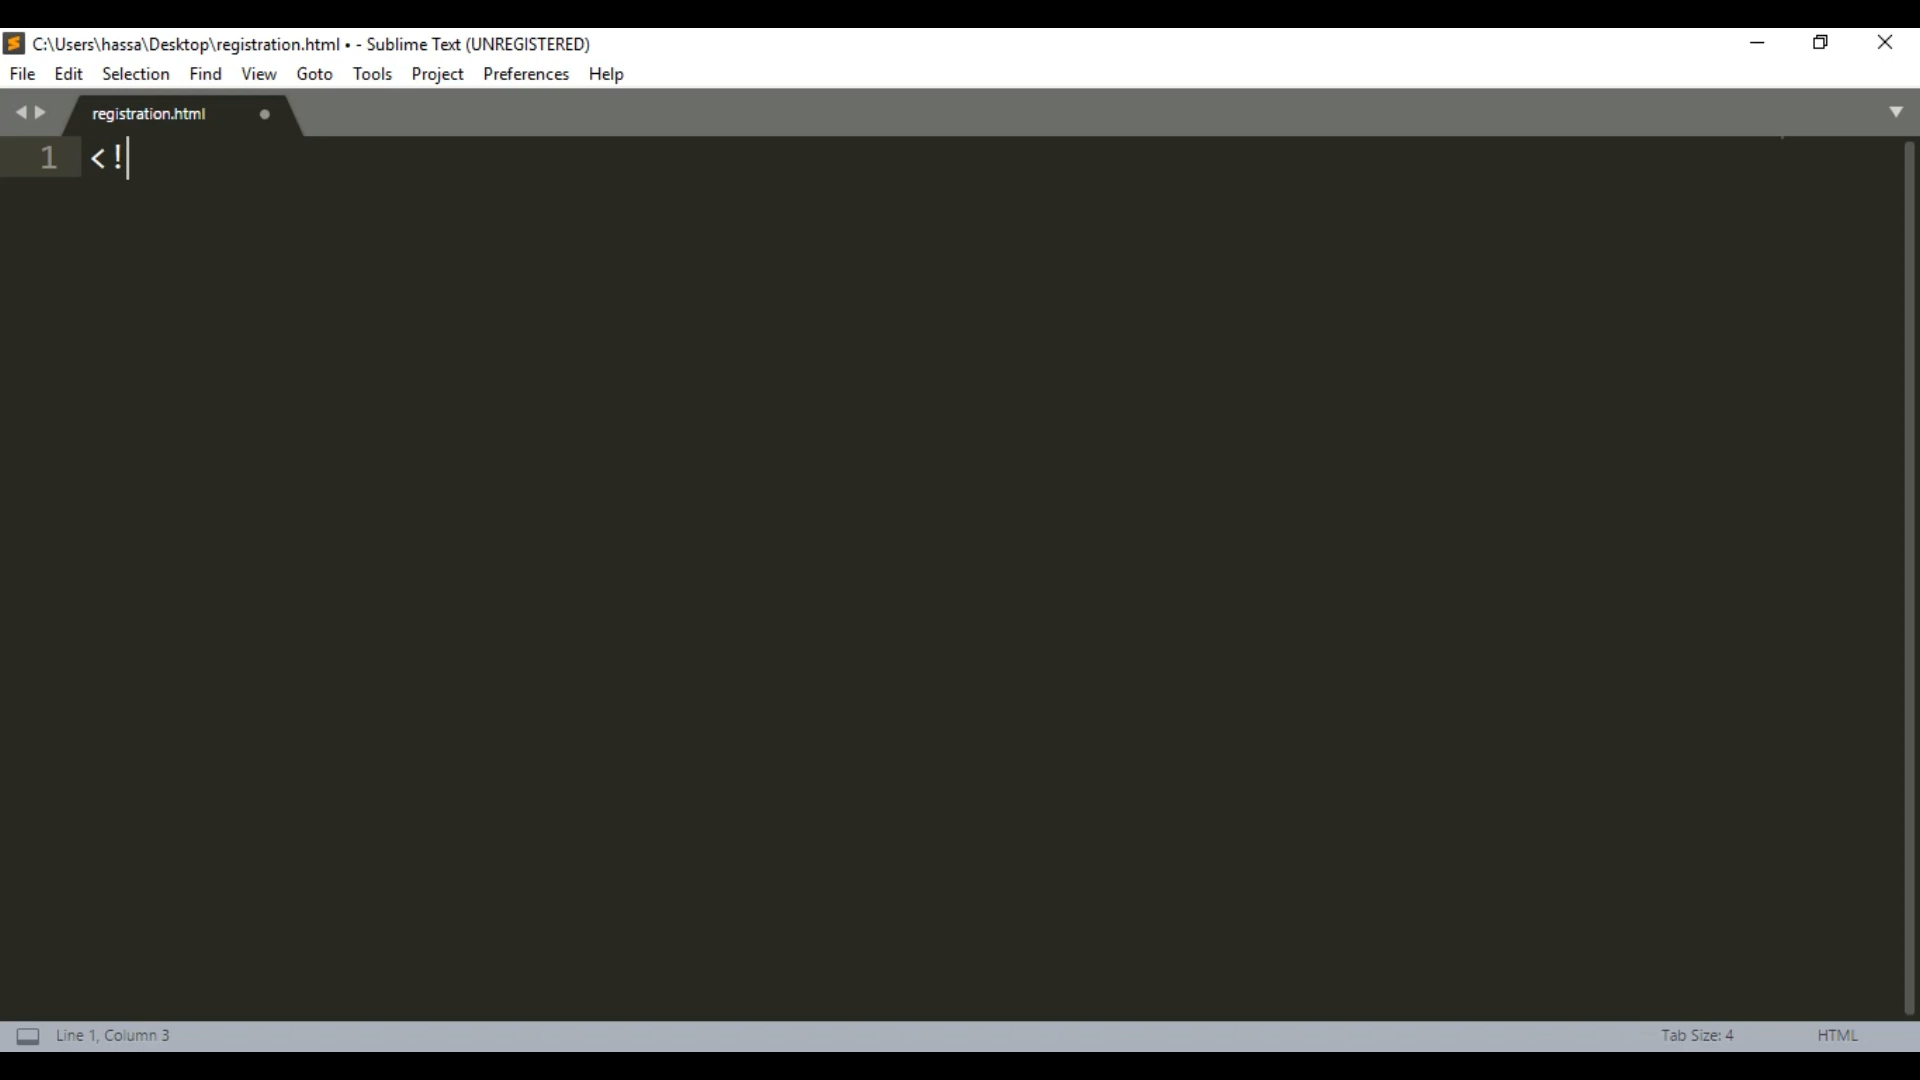 C:\Users\hassa\Desktop\registration.html • - Sublime Text (UNREGISTERED)
File Edit Selection Find View Goto Tools Project Preferences Help
registration.html
1 <!
Line 1, Column 3 Tab Size: 4 HTML